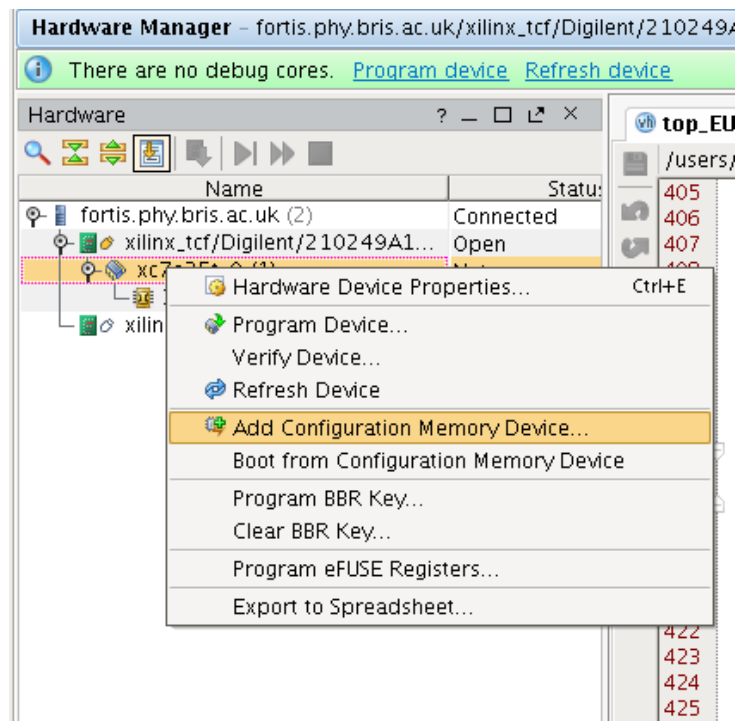 Hardware Manager – fortis.phy.bris.ac.uk/xilinx_tcf/Digilent/210249A
There are no debug cores. Program device Refresh device
Hardware ?
Name Status
fortis.phy.bris.ac.uk (2) Connected
xilinx_tcf/Digilent/210249A1... Open
Hardware Device Properties... Ctrl+E
Program Device...
Verify Device...
Refresh Device
Add Configuration Memory Device...
Boot from Configuration Memory Device
Program BBR Key...
Clear BBR Key...
Program eFUSE Registers...
Export to Spreadsheet...
xilin
top_EU
/users/
405
406
407
422
423
424
425